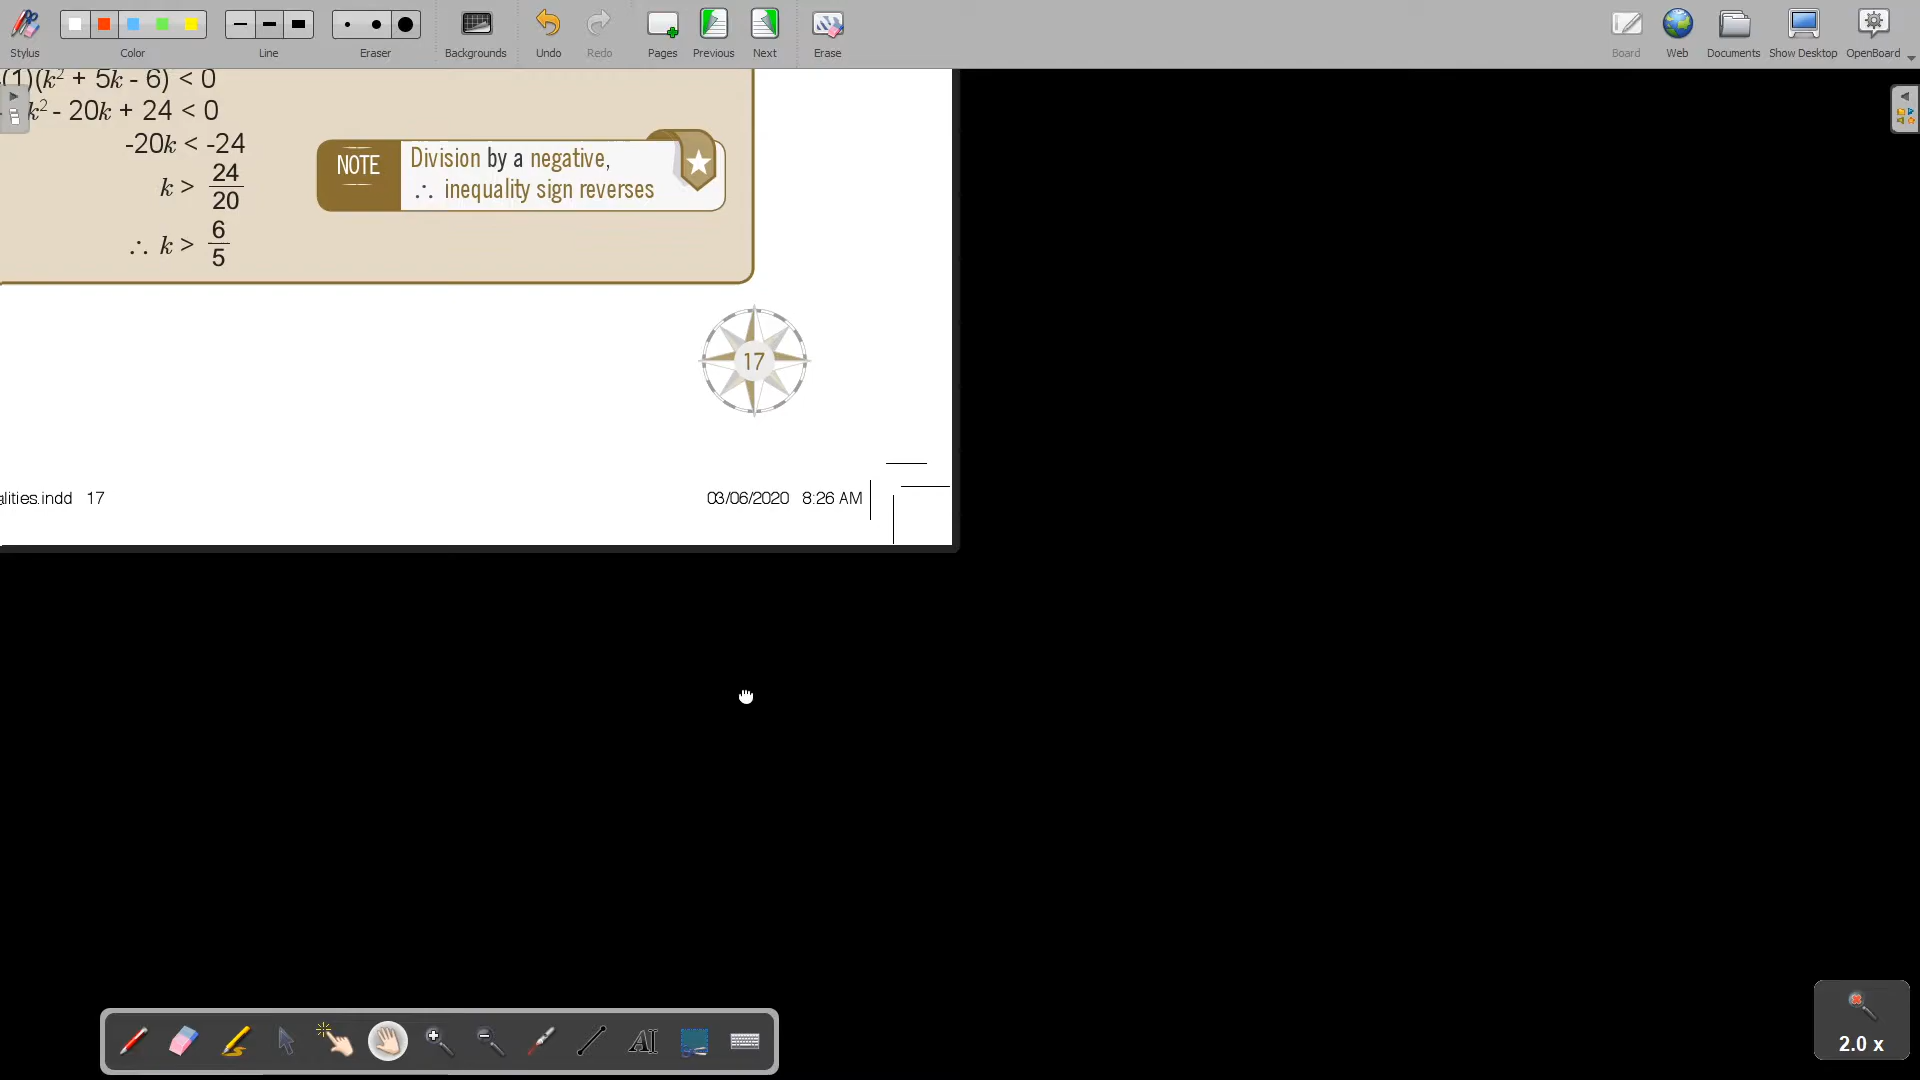 Stylus
Color
Line
Eraser
Backgrounds
Undo
Redo
Pages
Previous
Next
Erase
Board
Web
Documents
Show Desktop
OpenBoard
(1)(k² + 5k - 6) < 0
k² - 20k + 24 < 0
-20k < -24
k > 24/20
∴ k > 6/5
NOTE
Division by a negative,
∴ inequality sign reverses
17
alities.indd 17
03/06/2020 8:26 AM
AI
2.0 x